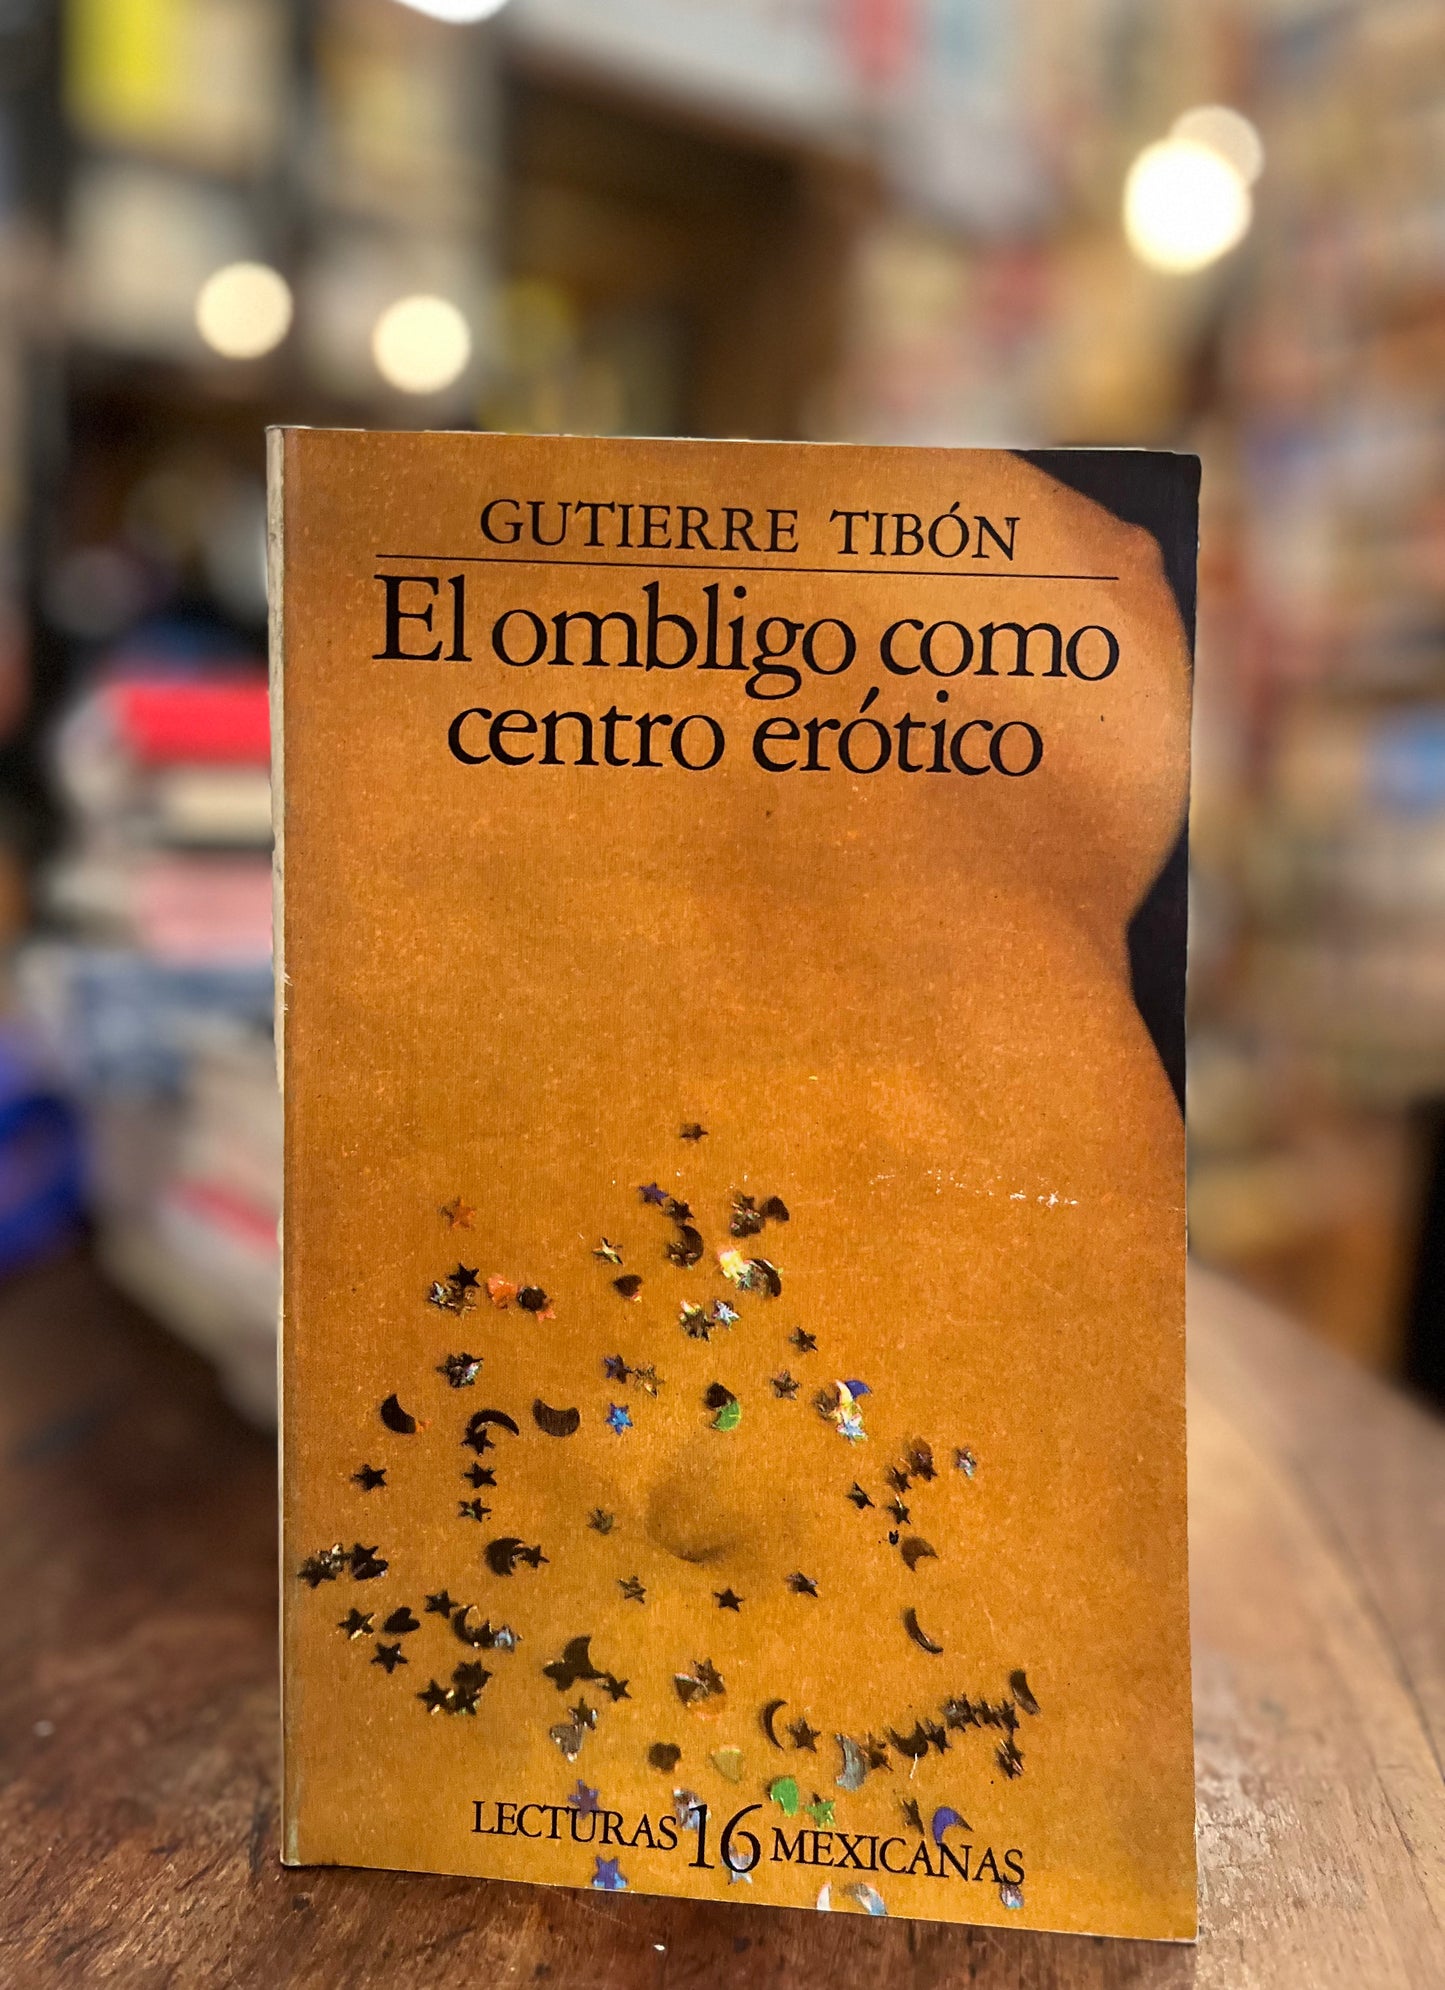 GUTIERRE TIBÓN
El ombligo como
centro erótico
LECTURAS 16 MEXICANAS